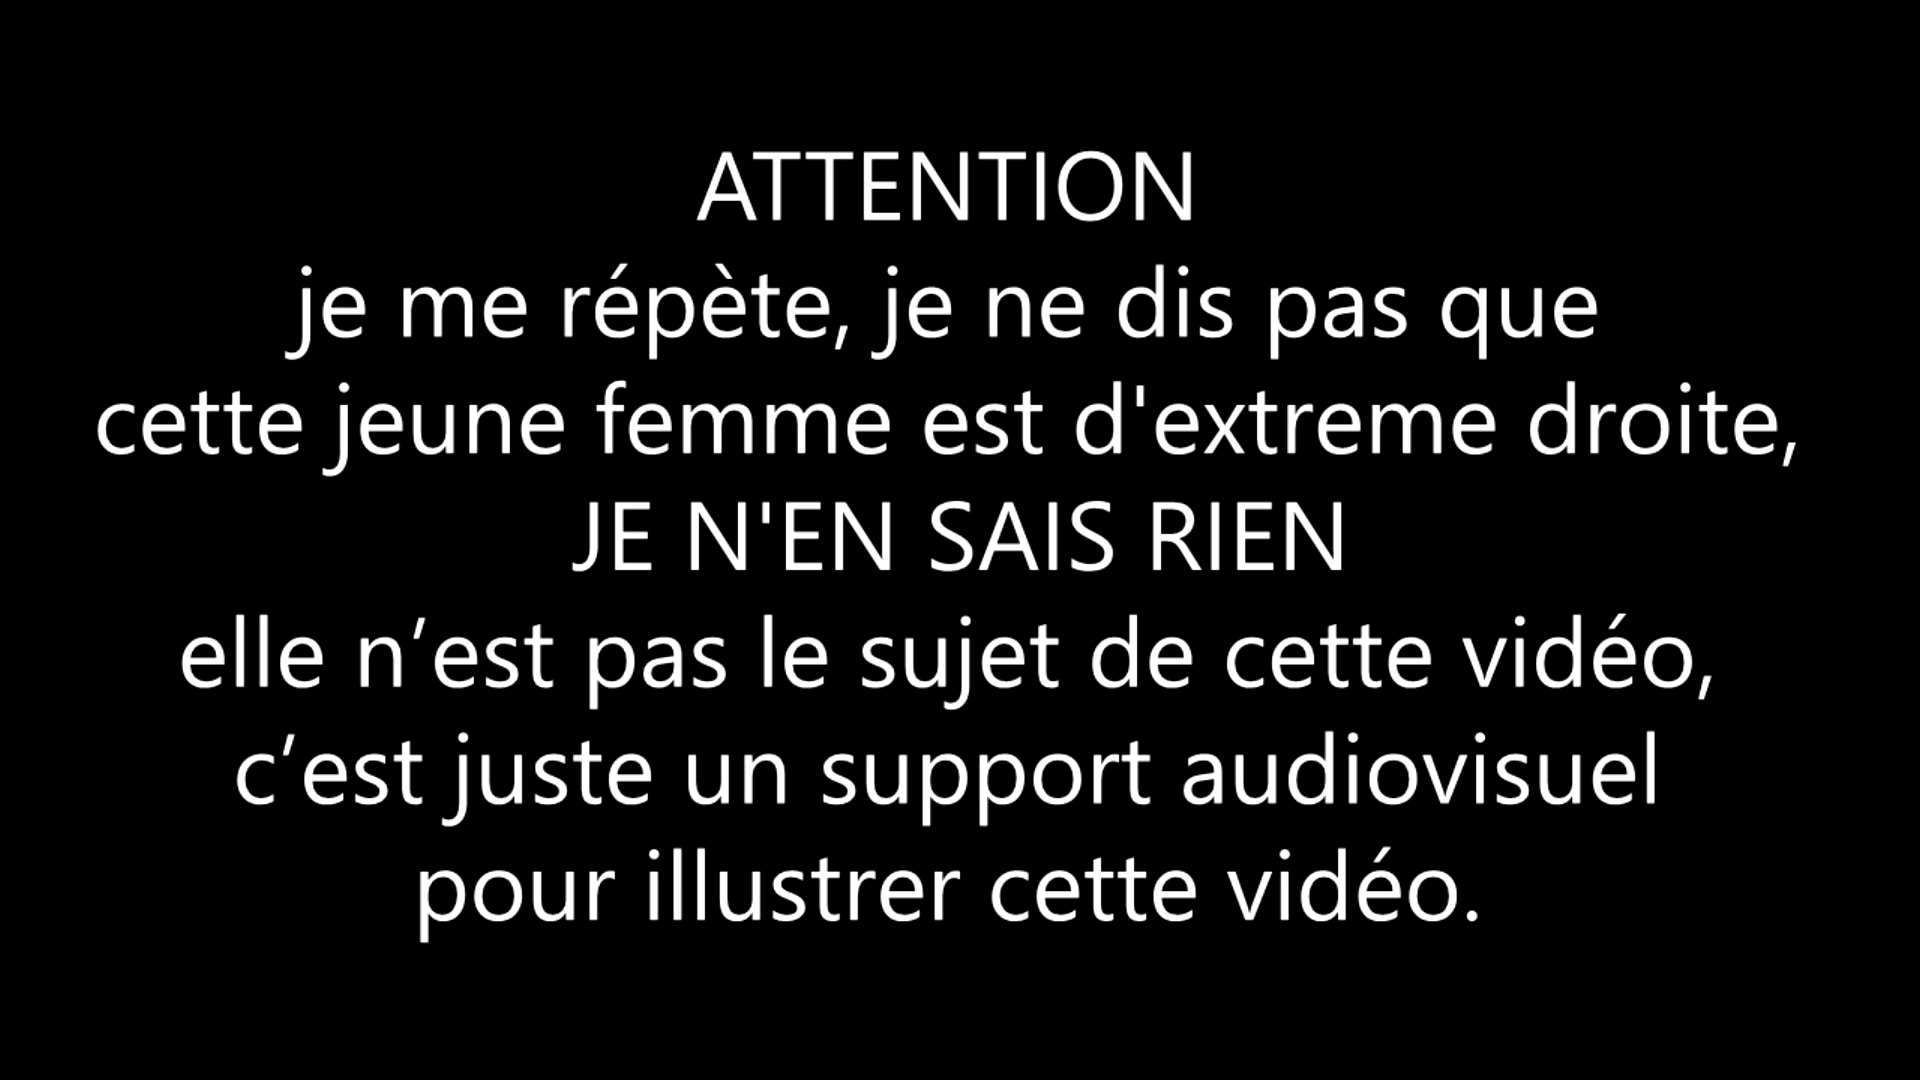 ATTENTION
je me répète, je ne dis pas que
cette jeune femme est d'extreme droite,
JE N'EN SAIS RIEN
elle n’est pas le sujet de cette vidéo,
c’est juste un support audiovisuel
pour illustrer cette vidéo.